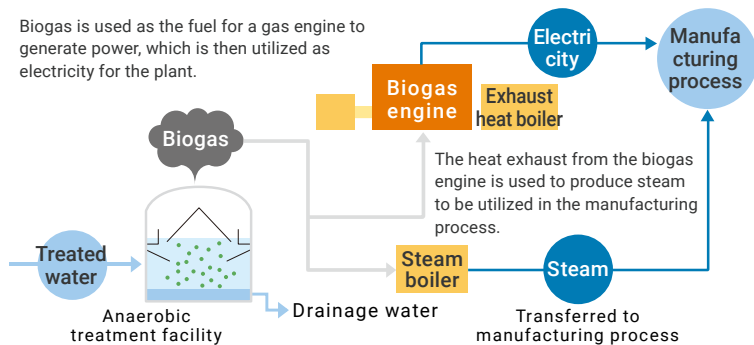 Biogas is used as the fuel for a gas engine to
generate power, which is then utilized as
electricity for the plant.
Electri
city
Manufa
cturing
process
Biogas
engine
Exhaust
heat boiler
Biogas
The heat exhaust from the biogas
engine is used to produce steam
to be utilized in the manufacturing
process.
Treated
water
Steam
boiler
Steam
Anaerobic
treatment facility
Drainage water
Transferred to
manufacturing process